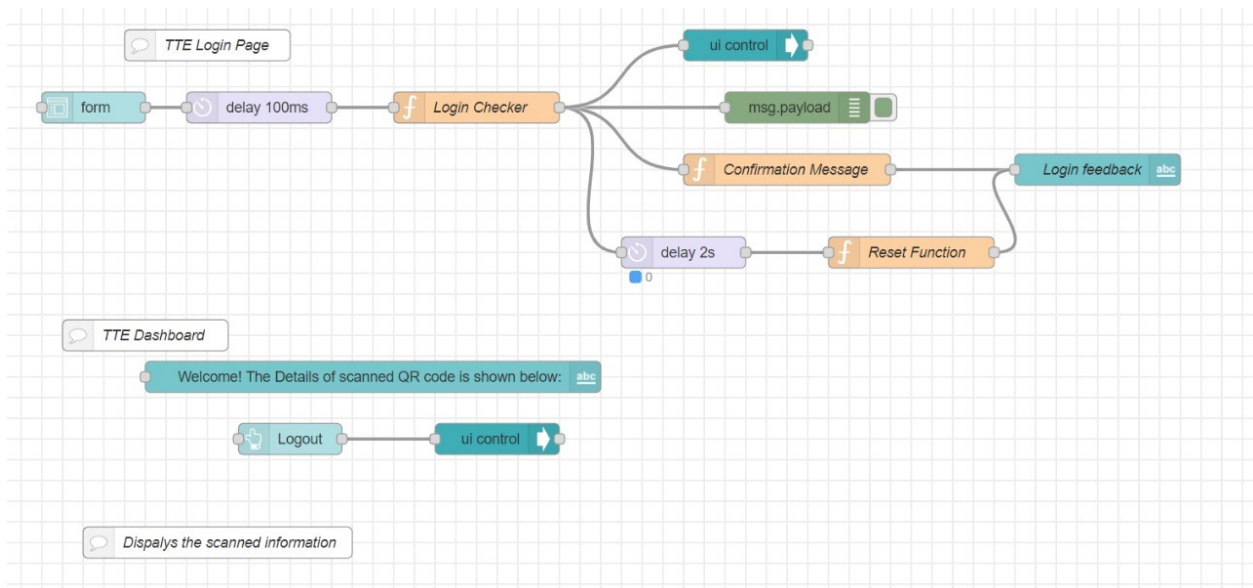 TTE Login Page
ui control
form
delay 100ms
f
Login Checker
msg.payload
f
Confirmation Message
Login feedback
abc
delay 2s
f
Reset Function
0
TTE Dashboard
Welcome! The Details of scanned QR code is shown below:
abc
Logout
ui control
Dispalys the scanned information